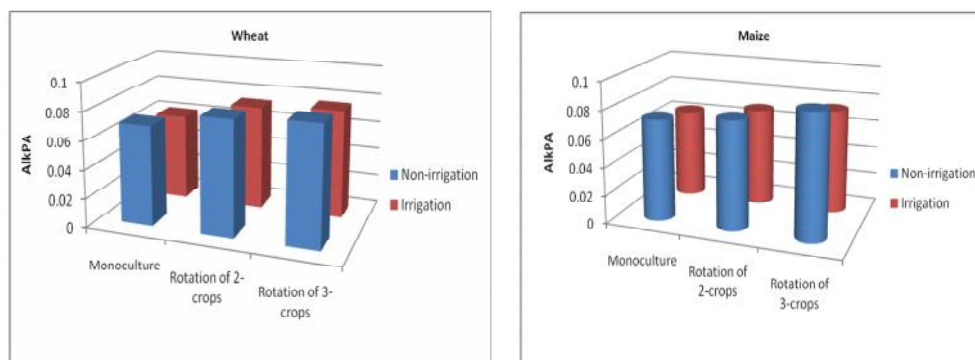 Wheat
0.1
0.08
0.06
0.04
0.02
0
AlkPA
Monoculture
Rotation of 2-
crops
Rotation of 3-
crops
Non-irrigation
Irrigation
Maize
0.1
0.08
0.06
0.04
0.02
0
AlkPA
Monoculture
Rotation of
2-crops
Rotation of
3-crops
Non-irrigation
Irrigation